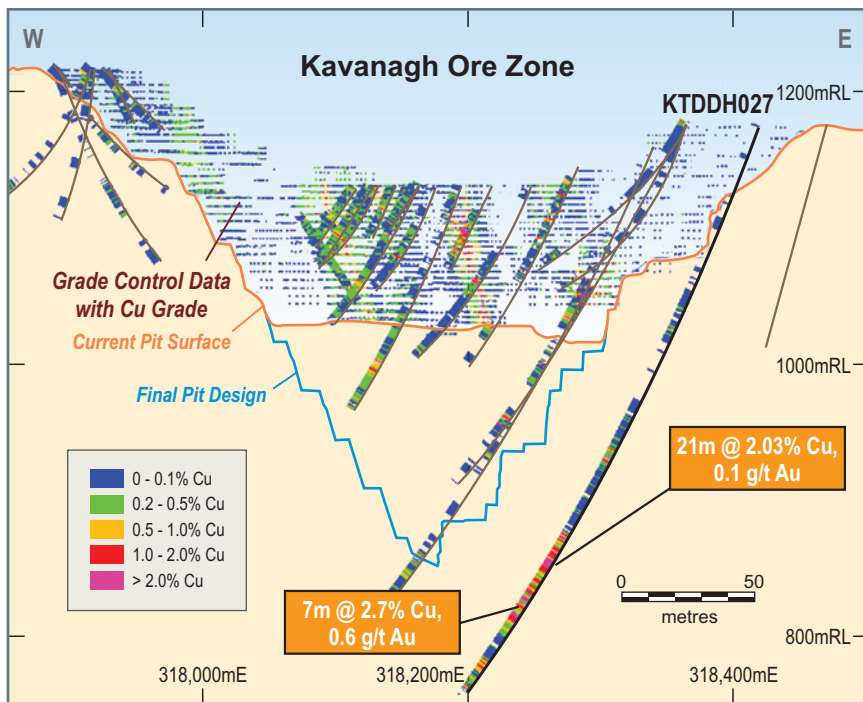 W
E
Kavanagh Ore Zone
1200mRL
KTDDH027
Grade Control Data
with Cu Grade
Current Pit Surface
1000mRL
Final Pit Design
0 - 0.1% Cu
0.2 - 0.5% Cu
0.5 - 1.0% Cu
1.0 - 2.0% Cu
> 2.0% Cu
21m @ 2.03% Cu,
0.1 g/t Au
7m @ 2.7% Cu,
0.6 g/t Au
0
50
metres
800mRL
318,000mE
318,200mE
318,400mE